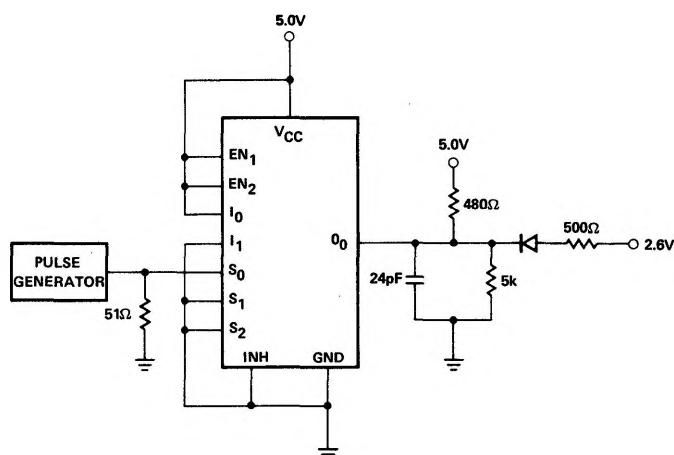 5.0V
VCC
EN1
EN2
I0
I1
S0
S1
S2
INH
GND
00
PULSE
GENERATOR
51Ω
5.0V
480Ω
500Ω
2.6V
24pF
5k